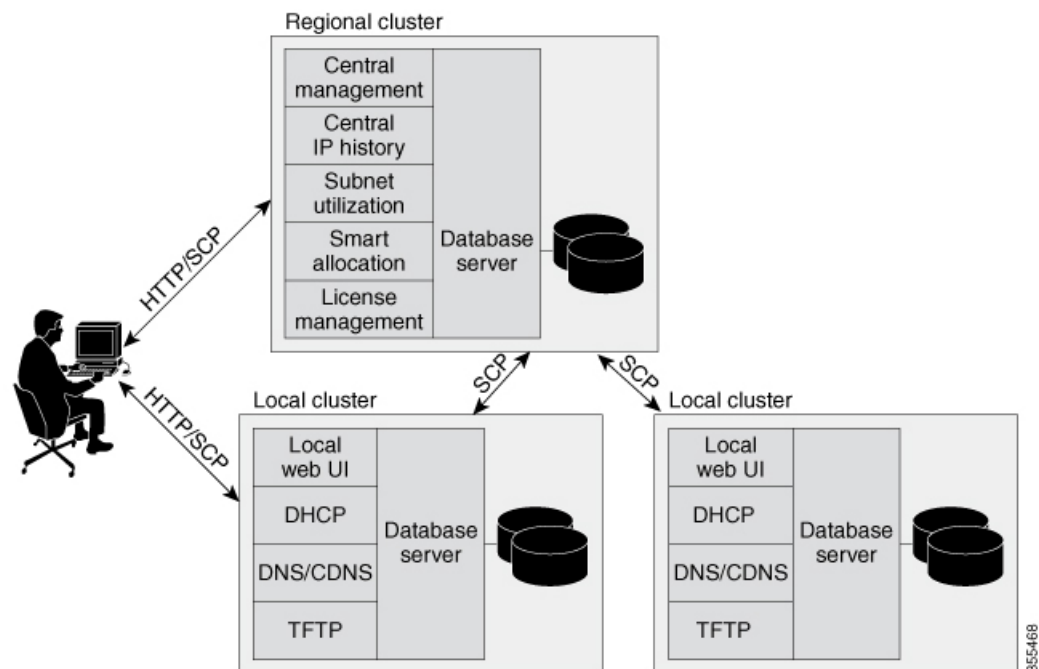 Regional cluster
Central
management
Central
IP history
Subnet
utilization
Smart
allocation
License
management
Database
server
HTTP/SCP
HTTP/SCP
SCP
SCP
Local cluster
Local
web UI
DHCP
DNS/CDNS
TFTP
Database
server
Local cluster
Local
web UI
DHCP
DNS/CDNS
TFTP
Database
server
355468